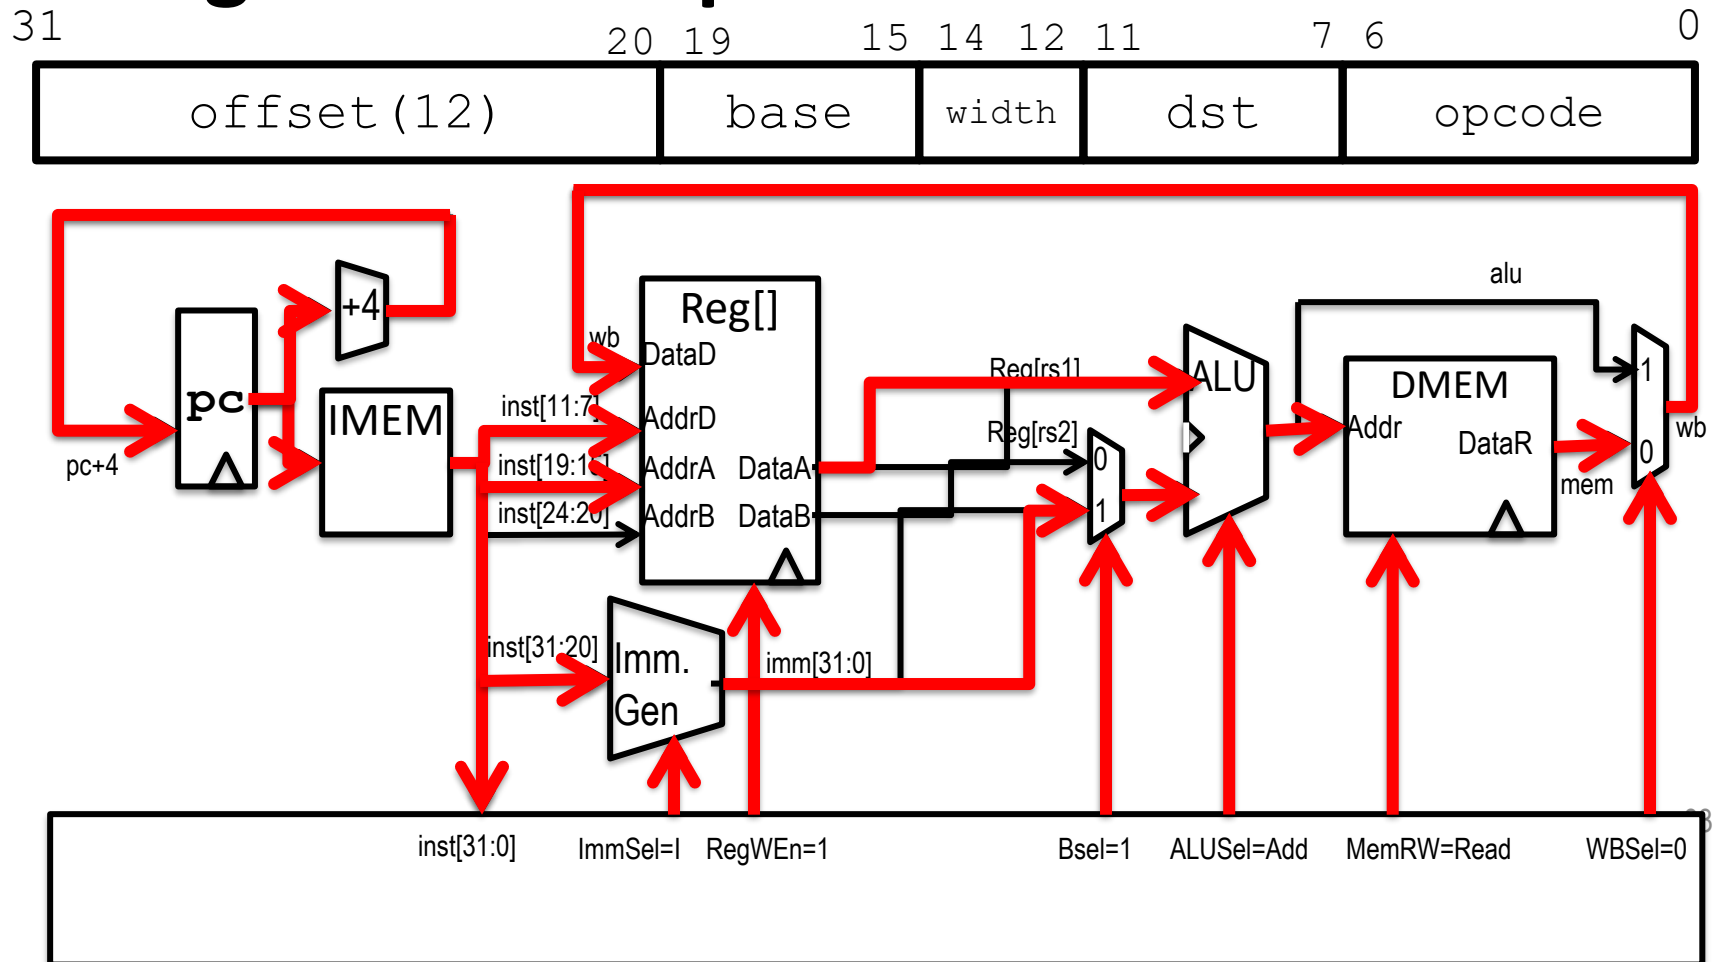 31 20 19 15 14 12 11 7 6 0
offset(12) base width dst opcode
alu
+4
Reg[]
wb
DataD
pc
IMEM
inst[11:7]
AddrD
inst[19:15]
AddrA DataA
inst[24:20]
AddrB DataB
Reg[rs1]
Reg[rs2]
0
1
ALU
DMEM
Addr
DataR
1
0
wb
mem
pc+4
inst[31:20]
Imm.
Gen
imm[31:0]
inst[31:0] ImmSel=I RegWEn=1 Bsel=1 ALUSel=Add MemRW=Read WBSel=0